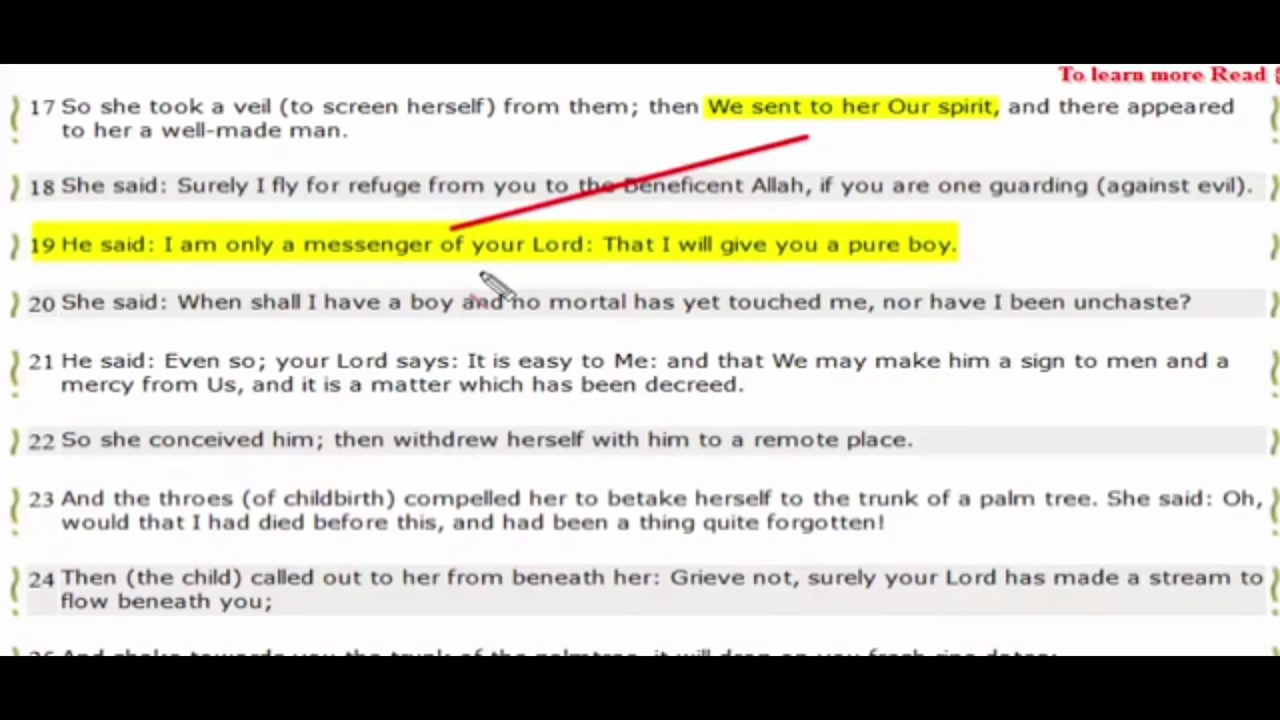 To learn more Read
17 So she took a veil (to screen herself) from them; then We sent to her Our spirit, and there appeared
to her a well-made man.
18 She said: Surely I fly for refuge from you to the Beneficent Allah, if you are one guarding (against evil).
19 He said: I am only a messenger of your Lord: That I will give you a pure boy.
20 She said: When shall I have a boy and no mortal has yet touched me, nor have I been unchaste?
21 He said: Even so; your Lord says: It is easy to Me: and that We may make him a sign to men and a
mercy from Us, and it is a matter which has been decreed.
22 So she conceived him; then withdrew herself with him to a remote place.
23 And the throes (of childbirth) compelled her to betake herself to the trunk of a palm tree. She said: Oh,
would that I had died before this, and had been a thing quite forgotten!
24 Then (the child) called out to her from beneath her: Grieve not, surely your Lord has made a stream to
flow beneath you;